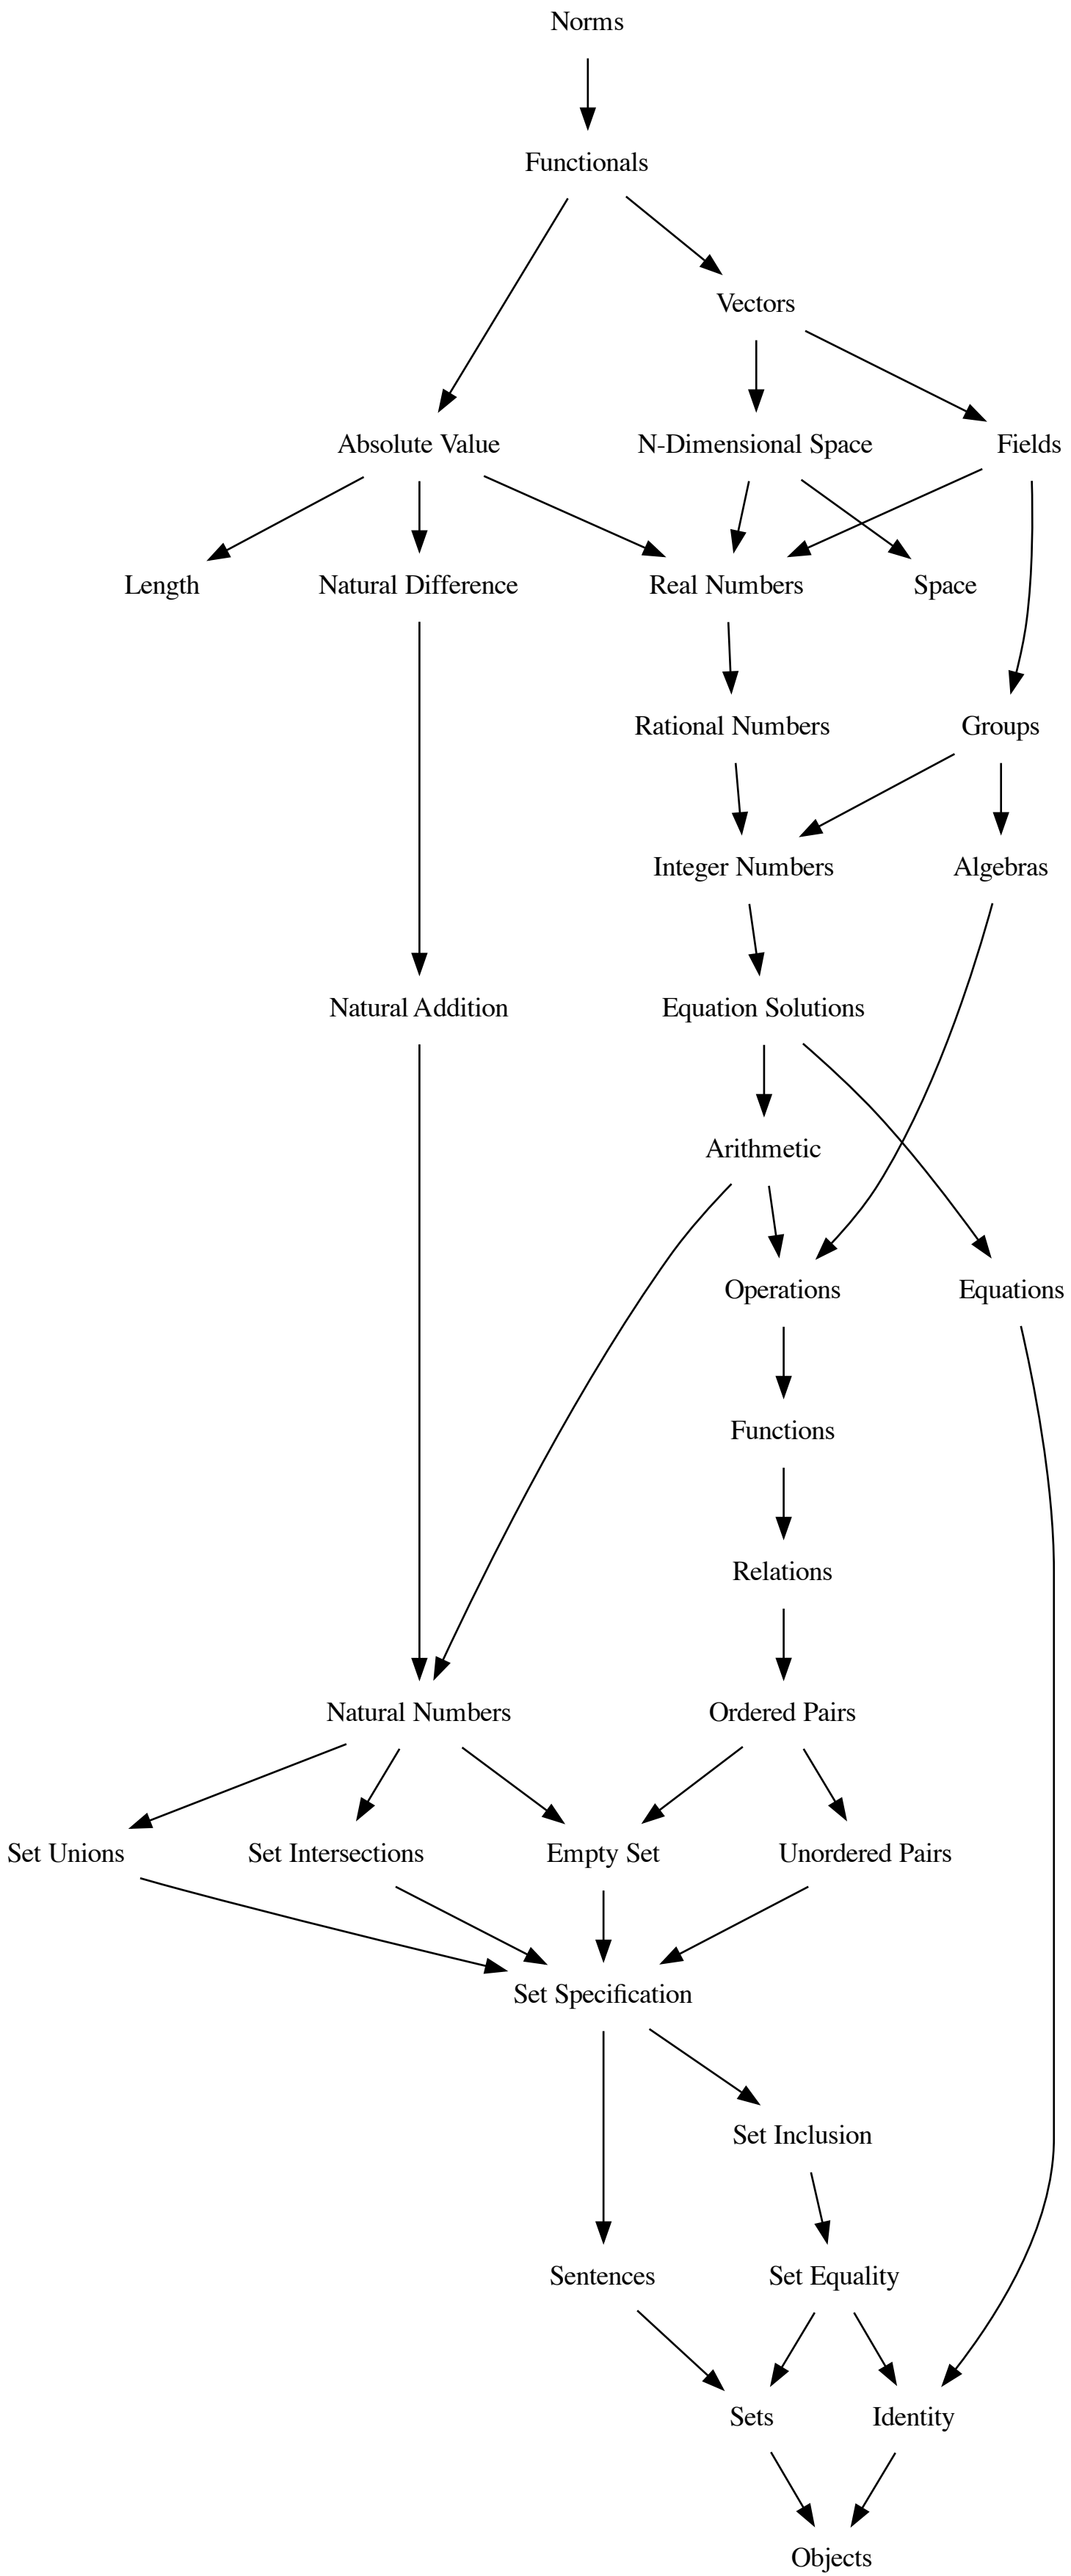 Norms
Functionals
Vectors
Absolute Value
N-Dimensional Space
Fields
Length
Natural Difference
Real Numbers
Space
Rational Numbers
Groups
Integer Numbers
Algebras
Natural Addition
Equation Solutions
Arithmetic
Operations
Equations
Functions
Relations
Natural Numbers
Ordered Pairs
Set Unions
Set Intersections
Empty Set
Unordered Pairs
Set Specification
Set Inclusion
Sentences
Set Equality
Sets
Identity
Objects